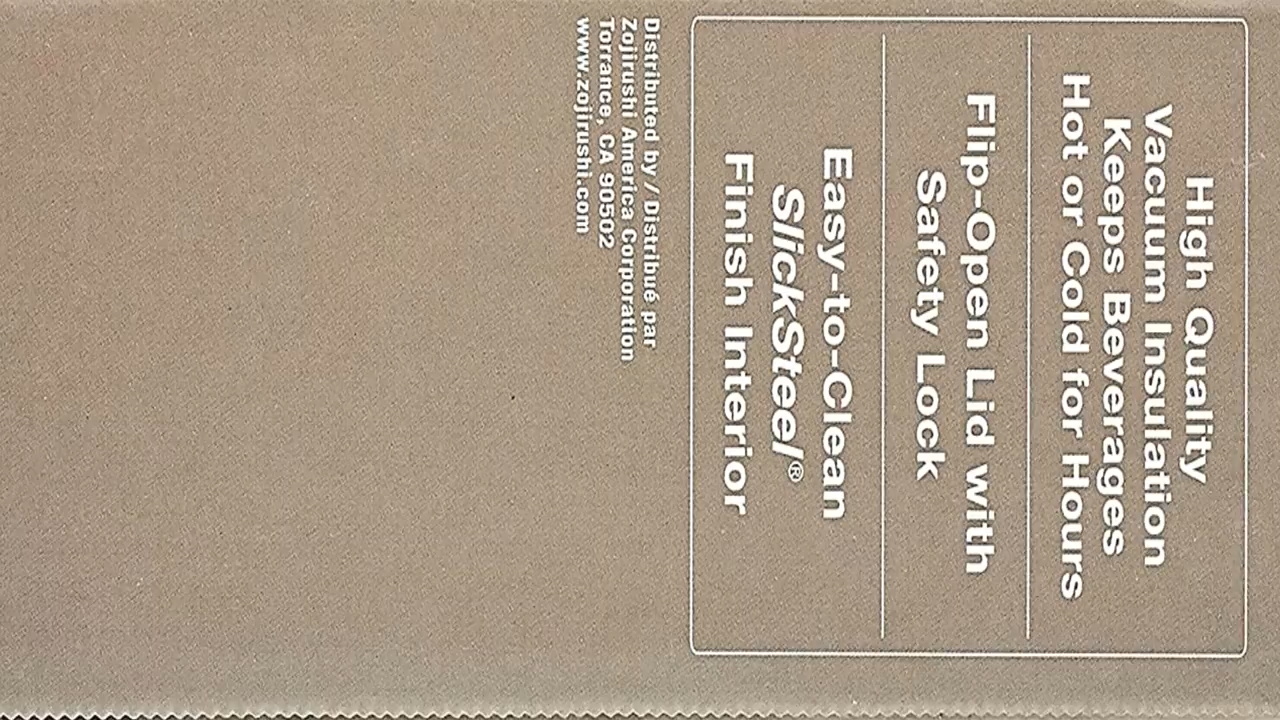 High Quality
Vacuum Insulation
Keeps Beverages
Hot or Cold for Hours
Flip-Open Lid with
Safety Lock
Easy-to-Clean
SlickSteel®
Finish Interior
Distributed by / Distribué par
Zojirushi America Corporation
Torrance, CA 90502
www.zojirushi.com